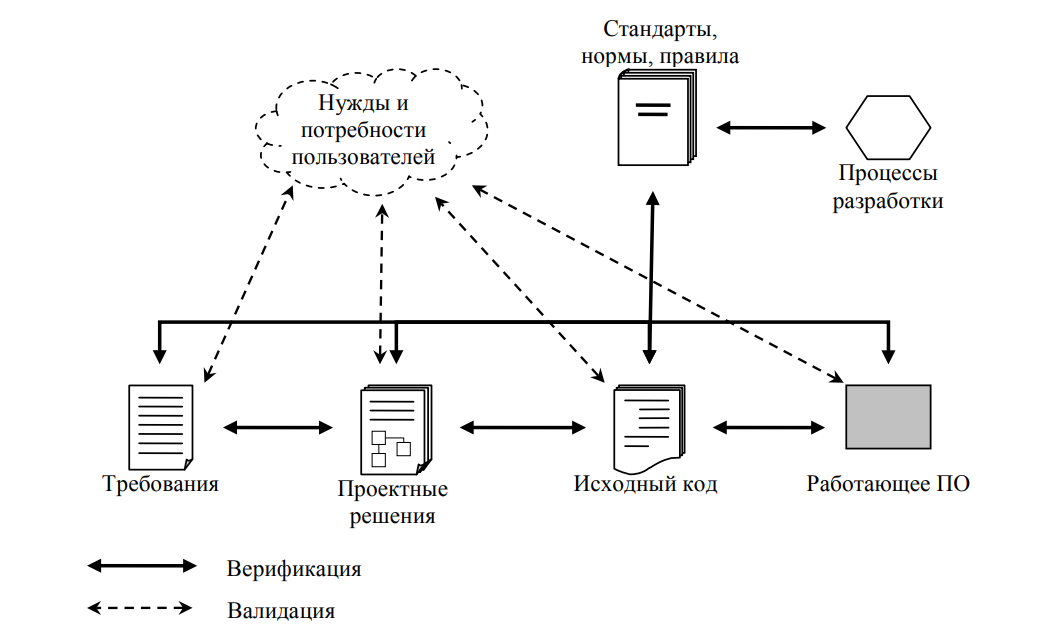 Стандарты,
нормы, правила
Нужды и
потребности
пользователей
Процессы
разработки
Требования
Проектные
решения
Исходный код
Работающее ПО
Верификация
Валидация